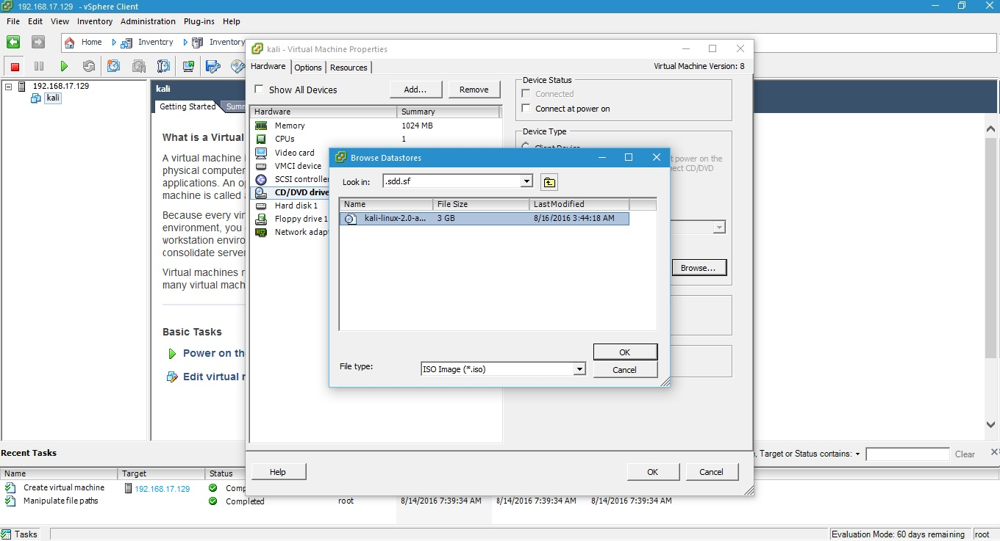 192.168.17.129 - vSphere Client
File Edit View Inventory Administration Plug-ins Help
Home Inventory Inventory
192.168.17.129
kali
kali
Getting Started Summ
What is a Virtual
A virtual machine
physical computer
applications. An
machine is called
Because every
environment, you
workstation
consolidate
Virtual machines
many virtual
Basic Tasks
Power on
Edit virtual
kali - Virtual Machine Properties
Hardware Options Resources
Virtual Machine Version: 8
Show All Devices
Add... Remove
Hardware Summary
Memory 1024 MB
CPUs 1
Video card
VMCI device
SCSI controller
CD/DVD drive
Hard disk 1
Floppy drive 1
Network
Device Status
Connected
Connect at power on
Device Type
Client Device
power on the
CD/DVD
Browse...
Browse Datastores
Look in: .sdd.sf
Name File Size Last Modified
kali-linux-2.0-a... 3 GB 8/16/2016 3:44:18 AM
File type: ISO Image (*.iso)
OK
Cancel
Help OK Cancel
Recent Tasks
, Target or Status contains: Clear
Name Target Status
Create virtual machine 192.168.17.129 Comp
Manipulate file paths Completed root 8/14/2016 7:39:34 AM 8/14/2016 7:39:34 AM 8/14/2016 7:39:34 AM
Tasks
Evaluation Mode: 60 days remaining root